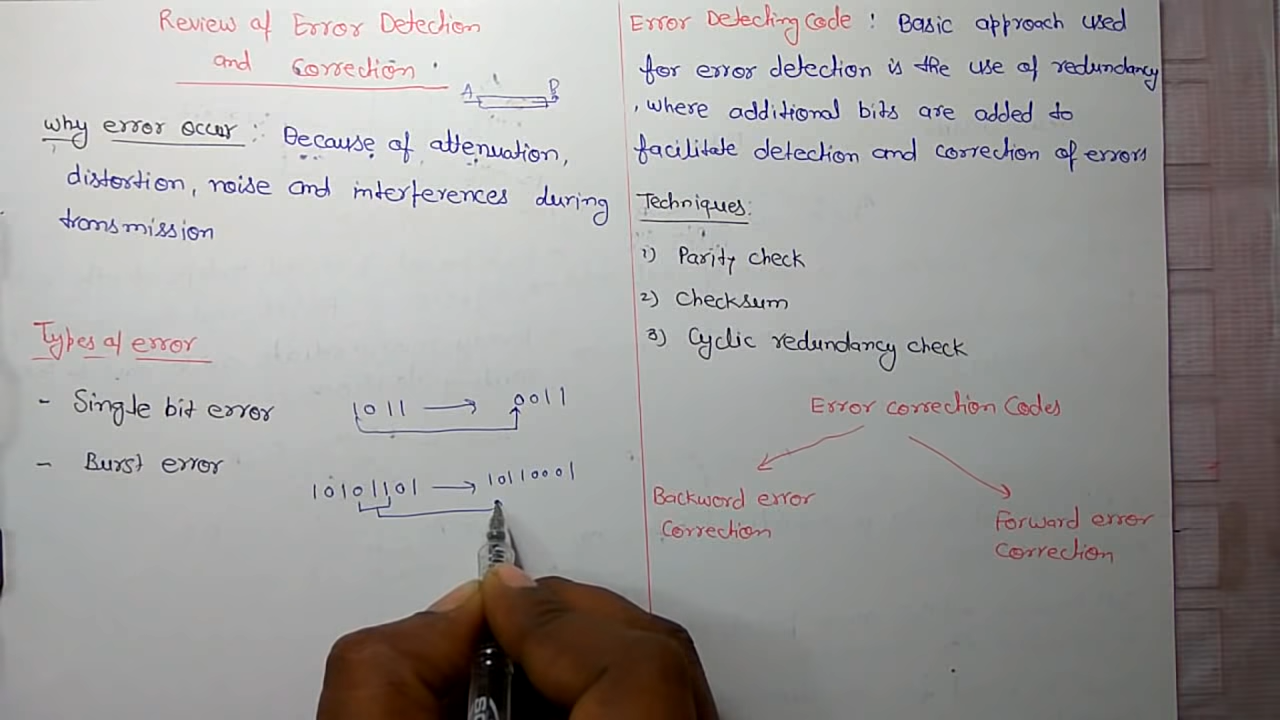 Review of Error Detection
and Correction
A B
Why error occur : Because of attenuation,
distortion, noise and interferences during
transmission
Types of error
- Single bit error 1011 → 0011
- Burst error 10101101 → 10110001
Error Detecting Code : Basic approach used
for error detection is the use of redundancy
, where additional bits are added to
facilitate detection and correction of errors
Techniques:
1) Parity check
2) Checksum
3) Cyclic redundancy check
Error correction Codes
Backword error
Correction
Forward error
Correction